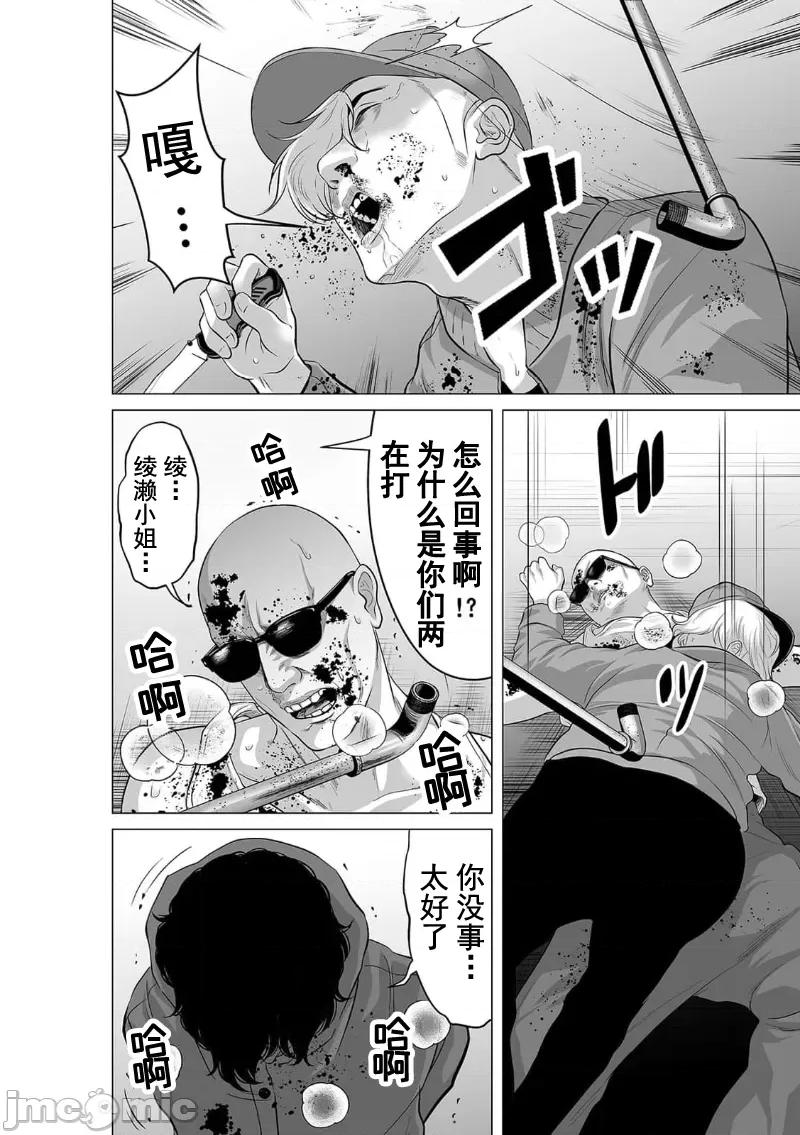 嘎…
ゴッ
ドッ
怎么回事啊!?
为什么是你们两
在打
哈啊
绫…
绫濑小姐…
哈啊
哈啊
你没事…
太好了
哈啊
哈啊
jmcomic